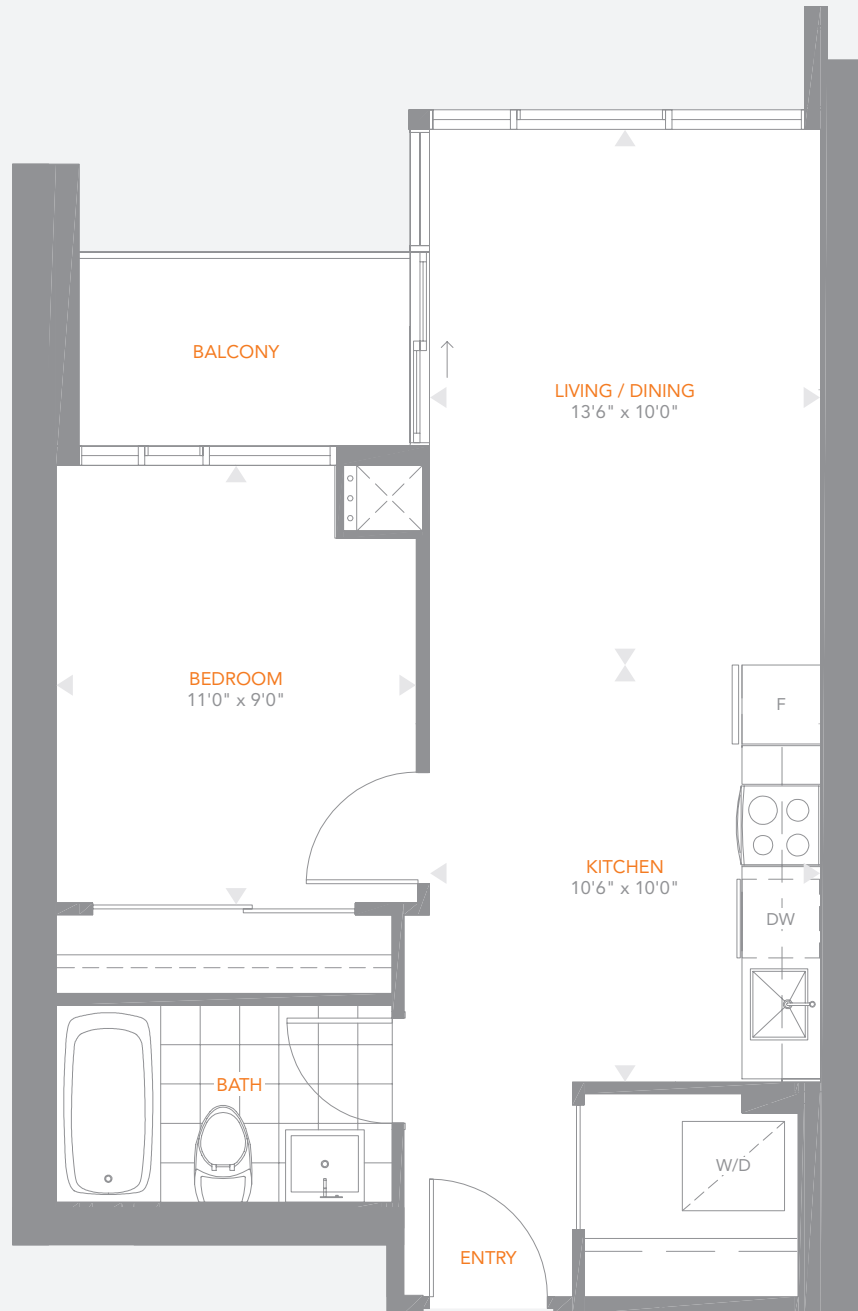 BALCONY
LIVING / DINING
13'6" x 10'0"
BEDROOM
11'0" x 9'0"
F
KITCHEN
10'6" x 10'0"
DW
BATH
W/D
ENTRY